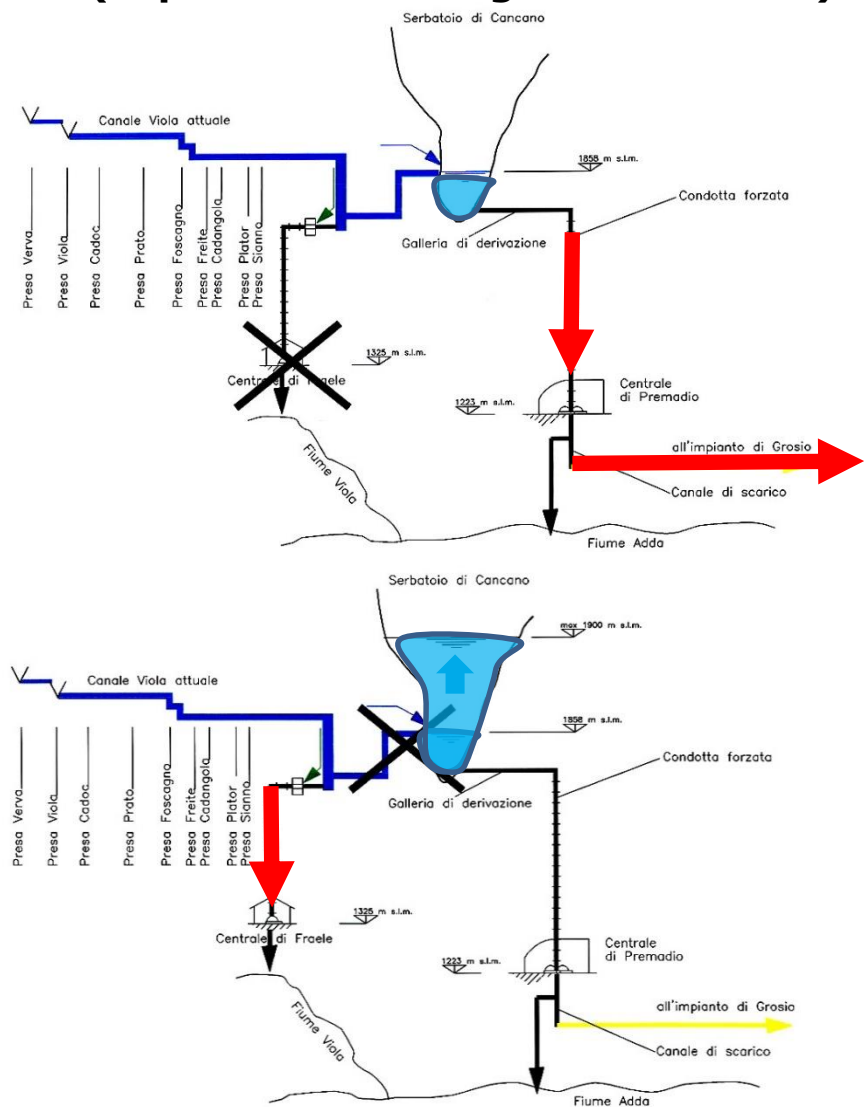 Serbatoio di Cancano
Canale Viola attuale
1858 m s.l.m.
Condotta forzata
Galleria di derivazione
Presa Verva
Presa Viola
Presa Cadoc
Presa Prato
Presa Foscagno
Presa Freite
Presa Cadangola
Presa Plator
Presa Sianno
1325 m s.l.m.
Centrale di Fraele
Centrale
di Premadio
1223 m s.l.m.
all'impianto di Grosio
Canale di scarico
Fiume Viola
Fiume Adda
Serbatoio di Cancano
max 1900 m s.l.m.
Canale Viola attuale
1858 m s.l.m.
Condotta forzata
Galleria di derivazione
Presa Verva
Presa Viola
Presa Cadoc
Presa Prato
Presa Foscagno
Presa Freite
Presa Cadangola
Presa Plator
Presa Sianno
1325 m s.l.m.
Centrale di Fraele
Centrale
di Premadio
1223 m s.l.m.
all'impianto di Grosio
Canale di scarico
Fiume Viola
Fiume Adda